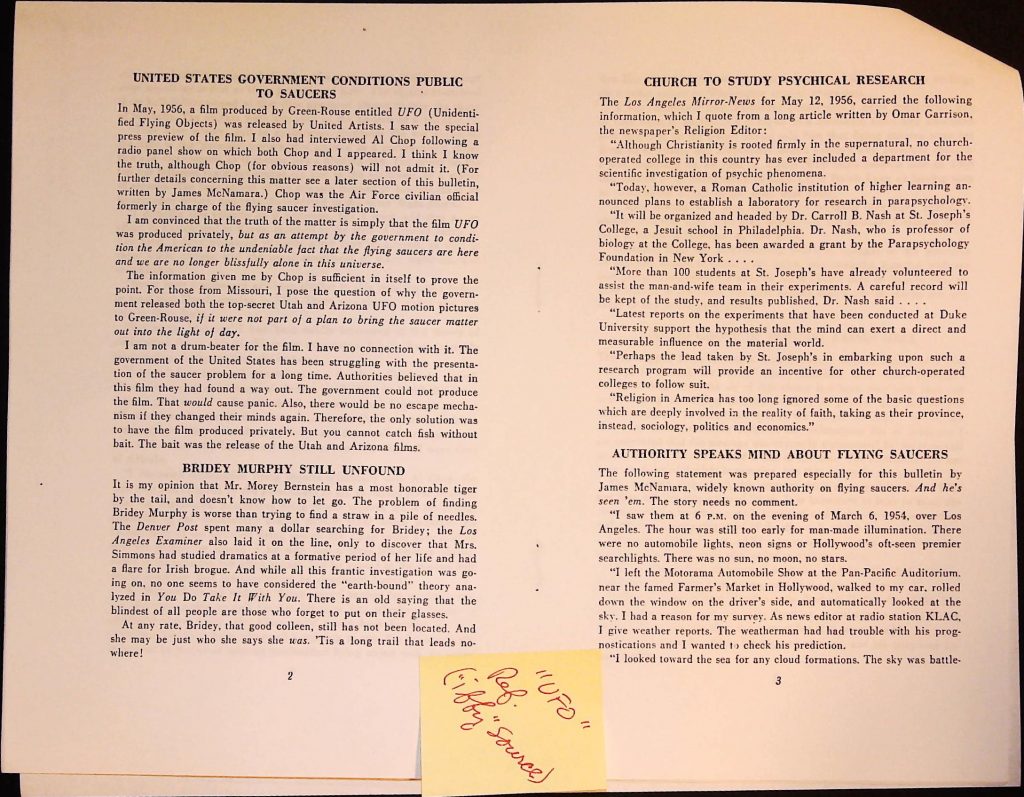 UNITED STATES GOVERNMENT CONDITIONS PUBLIC
TO SAUCERS
In May, 1956, a film produced by Green-Rouse entitled UFO (Unidenti-
fied Flying Objects) was released by United Artists. I saw the special
press preview of the film. I also had interviewed Al Chop following a
radio panel show on which both Chop and I appeared. I think I know
the truth, although Chop (for obvious reasons) will not admit it. (For
further details concerning this matter see a later section of this bulletin,
written by James McNamara.) Chop was the Air Force civilian official
formerly in charge of the flying saucer investigation.
I am convinced that the truth of the matter is simply that the film UFO
was produced privately, but as an attempt by the government to condi-
tion the American to the undeniable fact that the flying saucers are here
and we are no longer blissfully alone in this universe.
The information given me by Chop is sufficient in itself to prove the
point. For those from Missouri, I pose the question of why the govern-
ment released both the top-secret Utah and Arizona UFO motion pictures
to Green-Rouse, if it were not part of a plan to bring the saucer matter
out into the light of day.
I am not a drum-beater for the film. I have no connection with it. The
government of the United States has been struggling with the presenta-
tion of the saucer problem for a long time. Authorities believed that in
this film they had found a way out. The government could not produce
the film. That would cause panic. Also, there would be no escape mecha-
nism if they changed their minds again. Therefore, the only solution was
to have the film produced privately. But you cannot catch fish without
bait. The bait was the release of the Utah and Arizona films.
BRIDEY MURPHY STILL UNFOUND
It is my opinion that Mr. Morey Bernstein has a most honorable tiger
by the tail, and doesn't know how to let go. The problem of finding
Bridey Murphy is worse than trying to find a straw in a pile of needles.
The Denver Post spent many a dollar searching for Bridey; the Los
Angeles Examiner also laid it on the line, only to discover that Mrs.
Simmons had studied dramatics at a formative period of her life and had
a flare for Irish brogue. And while all this frantic investigation was go-
ing on, no one seems to have considered the "earth-bound" theory ana-
lyzed in You Do Take It With You. There is an old saying that the
blindest of all people are those who forget to put on their glasses.
At any rate, Bridey, that good colleen, still has not been located. And
she may be just who she says she was. 'Tis a long trail that leads no-
where!
2
CHURCH TO STUDY PSYCHICAL RESEARCH
The Los Angeles Mirror-News for May 12, 1956, carried the following
information, which I quote from a long article written by Omar Garrison,
the newspaper's Religion Editor:
"Although Christianity is rooted firmly in the supernatural, no church-
operated college in this country has ever included a department for the
scientific investigation of psychic phenomena.
"Today, however, a Roman Catholic institution of higher learning an-
nounced plans to establish a laboratory for research in parapsychology.
"It will be organized and headed by Dr. Carroll B. Nash at St. Joseph's
College, a Jesuit school in Philadelphia. Dr. Nash, who is professor of
biology at the College, has been awarded a grant by the Parapsychology
Foundation in New York . . . .
"More than 100 students at St. Joseph's have already volunteered to
assist the man-and-wife team in their experiments. A careful record will
be kept of the study, and results published, Dr. Nash said . . . .
"Latest reports on the experiments that have been conducted at Duke
University support the hypothesis that the mind can exert a direct and
measurable influence on the material world.
"Perhaps the lead taken by St. Joseph's in embarking upon such a
research program will provide an incentive for other church-operated
colleges to follow suit.
"Religion in America has too long ignored some of the basic questions
which are deeply involved in the reality of faith, taking as their province,
instead, sociology, politics and economics."
AUTHORITY SPEAKS MIND ABOUT FLYING SAUCERS
The following statement was prepared especially for this bulletin by
James McNamara, widely known authority on flying saucers. And he's
seen 'em. The story needs no comment.
"I saw them at 6 P.M. on the evening of March 6, 1954, over Los
Angeles. The hour was still too early for man-made illumination. There
were no automobile lights, neon signs or Hollywood's oft-seen premier
searchlights. There was no sun, no moon, no stars.
"I left the Motorama Automobile Show at the Pan-Pacific Auditorium.
near the famed Farmer's Market in Hollywood, walked to my car, rolled
down the window on the driver's side, and automatically looked at the
sky. I had a reason for my survey. As news editor at radio station KLAC,
I give weather reports. The weatherman had had trouble with his prog-
nostications and I wanted to check his prediction.
"I looked toward the sea for any cloud formations. The sky was battle-
3
"UFO"
Ref.
("iffy" source)